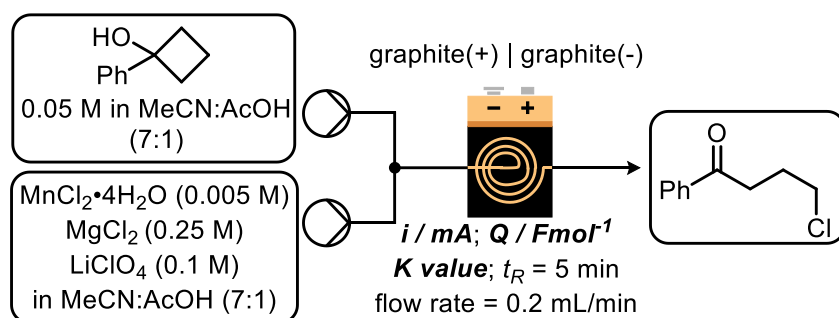 HO
Ph
0.05 M in MeCN:AcOH
(7:1)
MnCl₂•4H₂O (0.005 M)
MgCl₂ (0.25 M)
LiClO₄ (0.1 M)
in MeCN:AcOH (7:1)
graphite(+) | graphite(-)
− +
i / mA; Q / Fmol⁻¹
K value; t_R = 5 min
flow rate = 0.2 mL/min
O
Ph
Cl